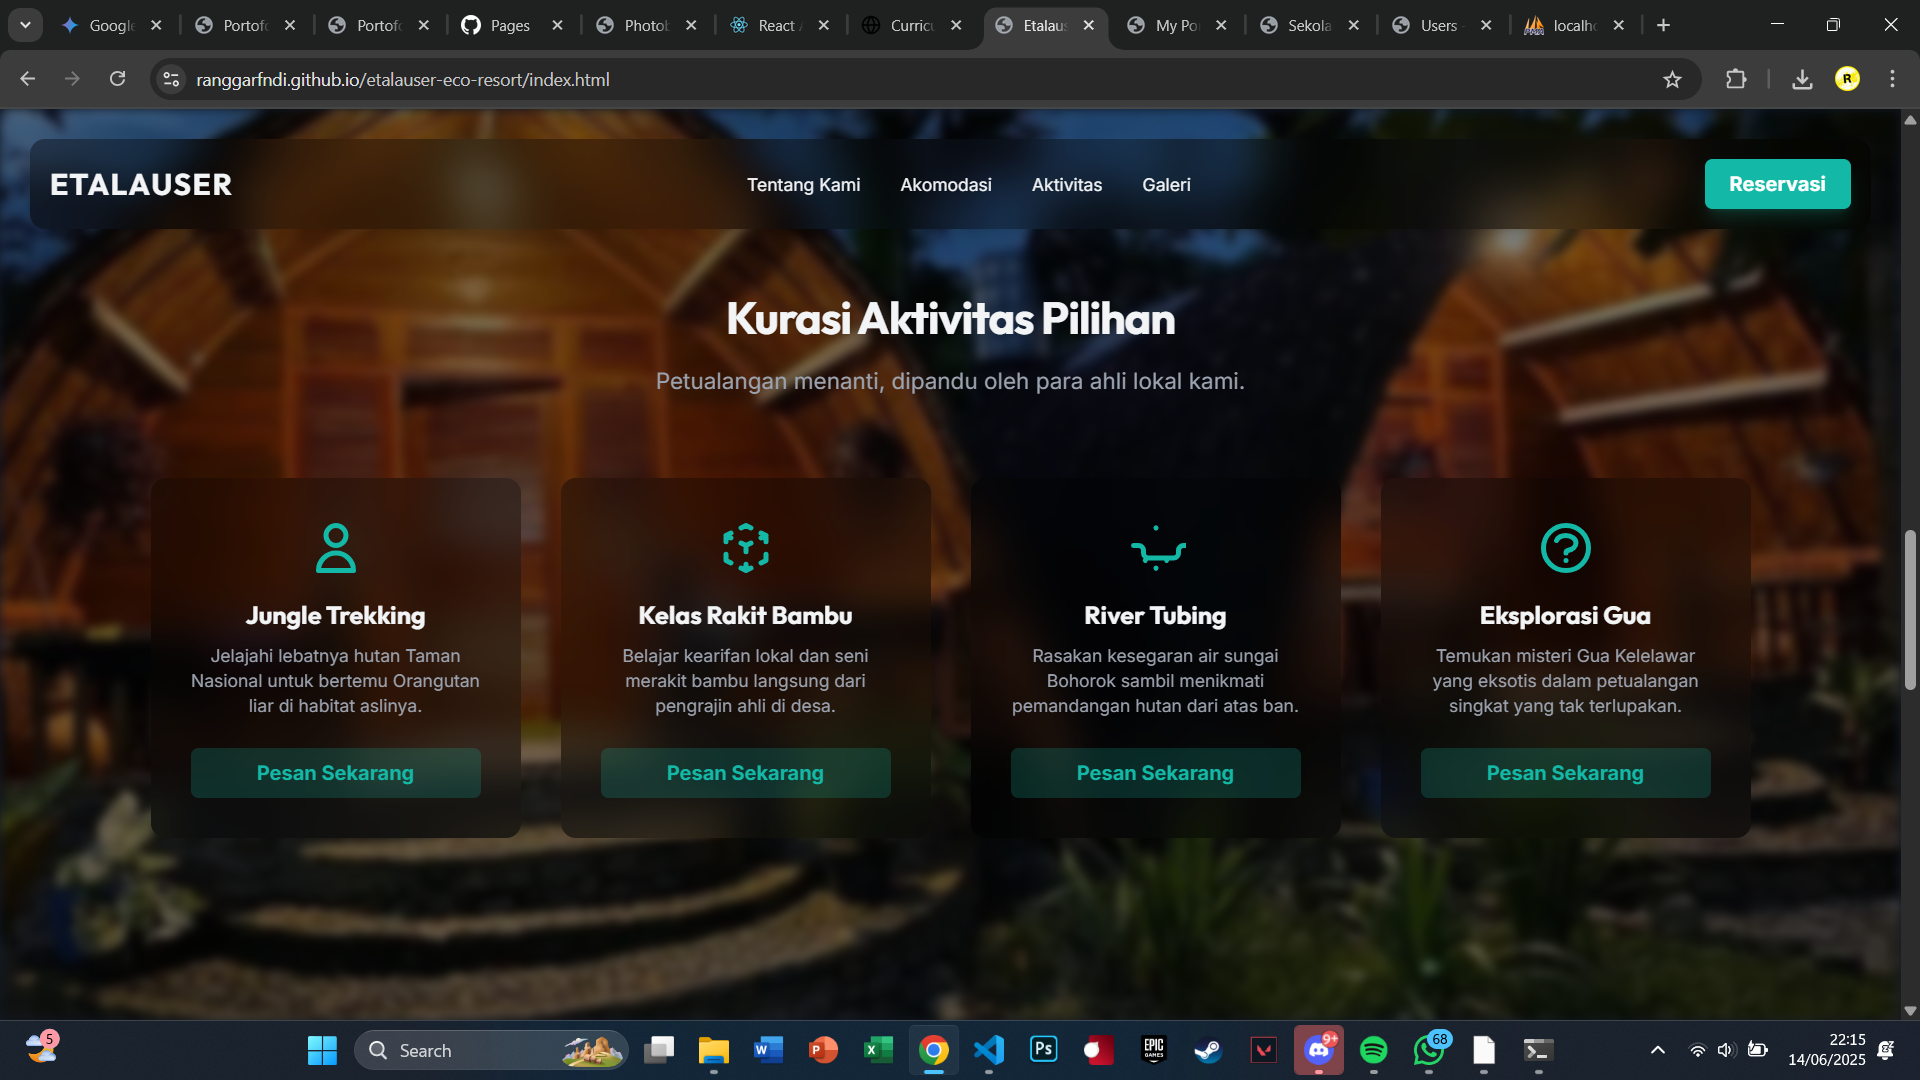 Google
Portofo
Portofo
Pages
Photob
React
Curricu
Etalaus
My Po
Sekola
Users
localho
ranggarfndi.github.io/etalauser-eco-resort/index.html
R
ETALAUSER
Tentang Kami
Akomodasi
Aktivitas
Galeri
Reservasi
Kurasi Aktivitas Pilihan
Petualangan menanti, dipandu oleh para ahli lokal kami.
Jungle Trekking
Jelajahi lebatnya hutan Taman
Nasional untuk bertemu Orangutan
liar di habitat aslinya.
Pesan Sekarang
Kelas Rakit Bambu
Belajar kearifan lokal dan seni
merakit bambu langsung dari
pengrajin ahli di desa.
Pesan Sekarang
River Tubing
Rasakan kesegaran air sungai
Bohorok sambil menikmati
pemandangan hutan dari atas ban.
Pesan Sekarang
Eksplorasi Gua
Temukan misteri Gua Kelelawar
yang eksotis dalam petualangan
singkat yang tak terlupakan.
Pesan Sekarang
5
Search
W
P
X
Ps
EPIC
GAMES
9+
68
22:15
14/06/2025